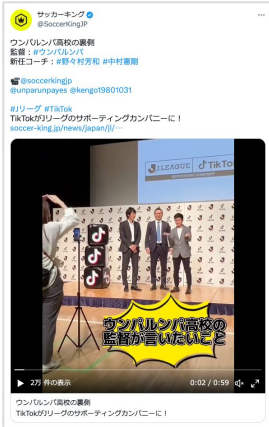 サッカーキング
@SoccerKingJP
ウンパルンパ高校の裏側
監督：#ウンパルンパ
新任コーチ：#野々村芳和 #中村憲剛
@soccerkingjp
@unparunpayes @kengo19801031
#Jリーグ #TikTok
TikTokがJリーグのサポーティングカンパニーに！
soccer-king.jp/news/japan/jl/…
J.LEAGUE TikTok
ウンパルンパ高校の
監督が言いたいこと
2万 件の表示
0:02 / 0:59
ウンパルンパ高校の裏側
TikTokがJリーグのサポーティングカンパニーに！